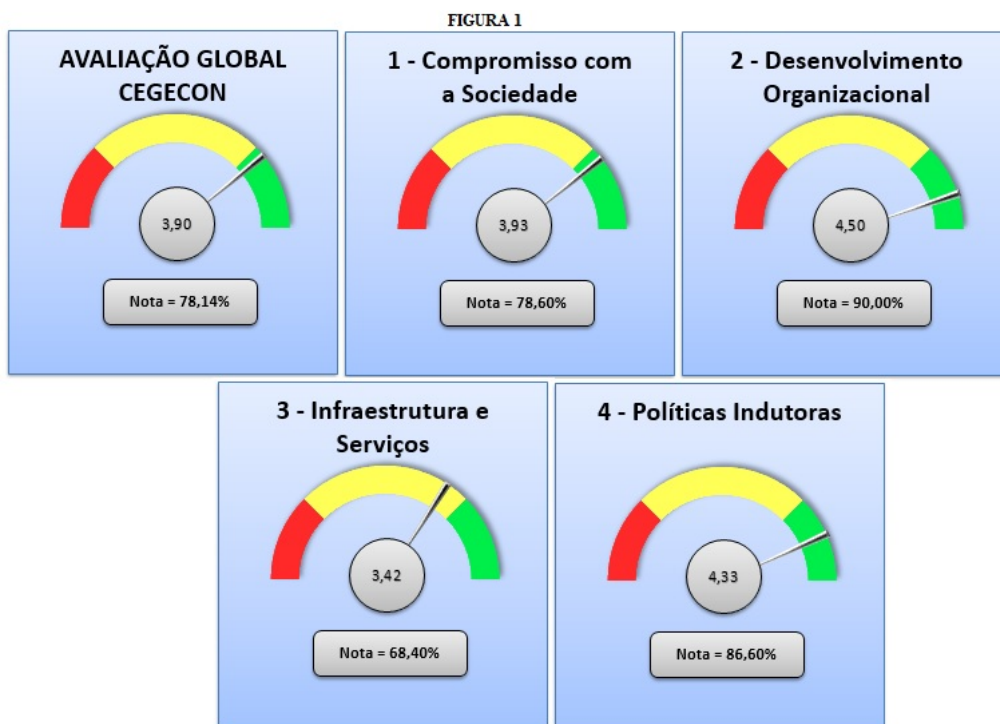 FIGURA 1
AVALIAÇÃO GLOBAL
CEGECON
3,90
Nota = 78,14%
1 - Compromisso com
a Sociedade
3,93
Nota = 78,60%
2 - Desenvolvimento
Organizacional
4,50
Nota = 90,00%
3 - Infraestrutura e
Serviços
3,42
Nota = 68,40%
4 - Políticas Indutoras
4,33
Nota = 86,60%